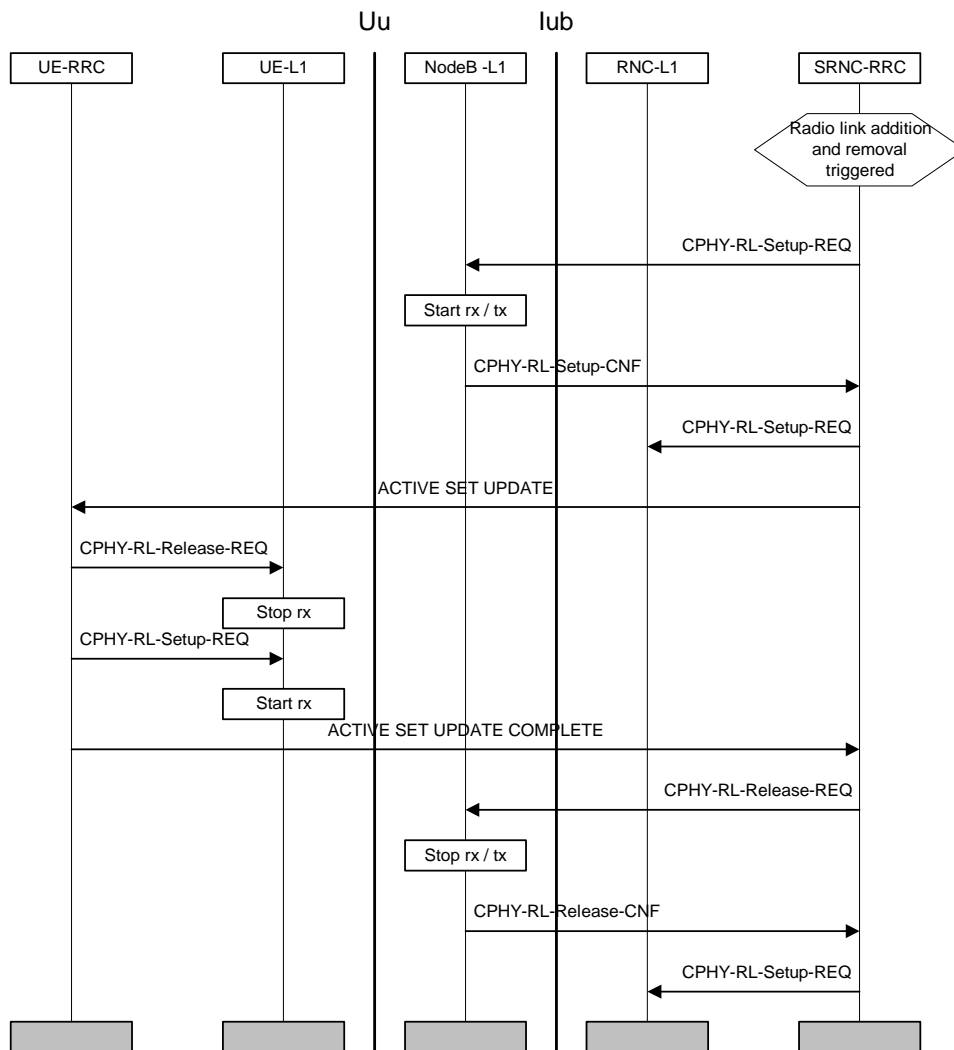 Uu
Iub
UE-RRC
UE-L1
NodeB -L1
RNC-L1
SRNC-RRC
Radio link addition
and removal
triggered
CPHY-RL-Setup-REQ
Start rx / tx
CPHY-RL-Setup-CNF
CPHY-RL-Setup-REQ
ACTIVE SET UPDATE
CPHY-RL-Release-REQ
Stop rx
CPHY-RL-Setup-REQ
Start rx
ACTIVE SET UPDATE COMPLETE
CPHY-RL-Release-REQ
Stop rx / tx
CPHY-RL-Release-CNF
CPHY-RL-Setup-REQ